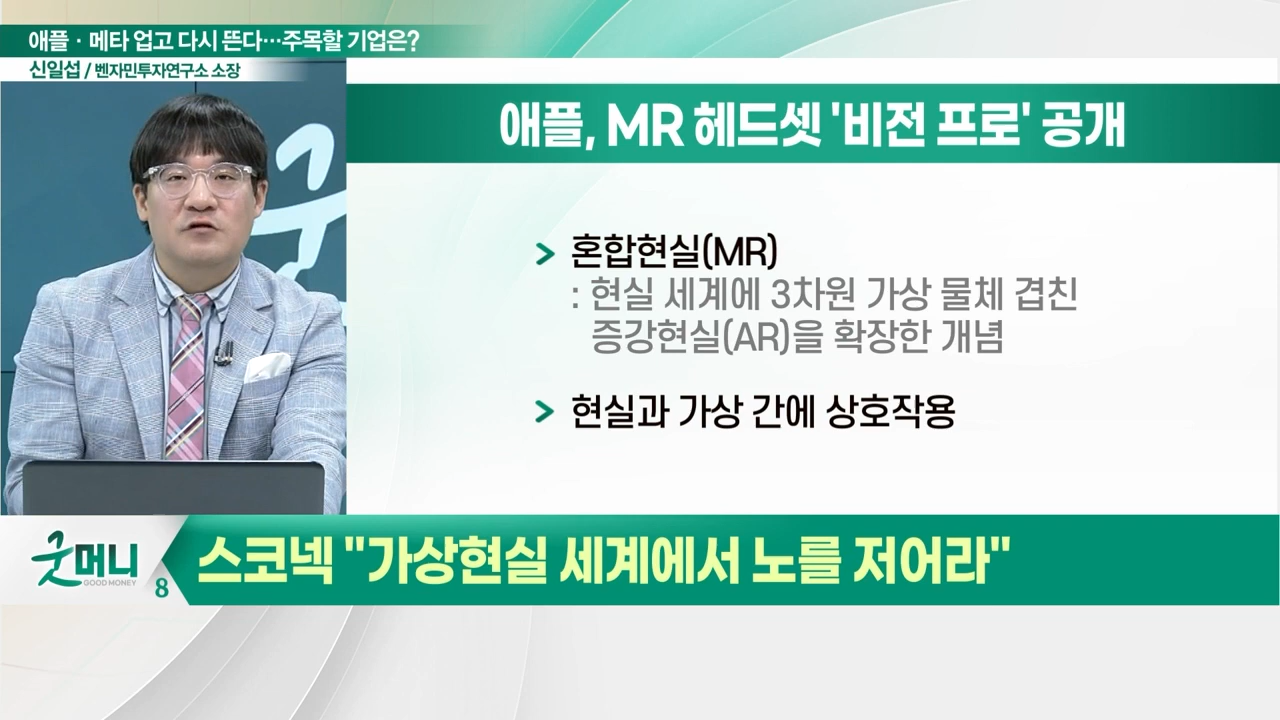 애플·메타 업고 다시 뜬다…주목할 기업은?
신일섭 / 벤자민투자연구소 소장
애플, MR 헤드셋 '비전 프로' 공개
> 혼합현실(MR)
: 현실 세계에 3차원 가상 물체 겹친
증강현실(AR)을 확장한 개념
> 현실과 가상 간에 상호작용
굿머니
GOOD MONEY
8
스코넥 "가상현실 세계에서 노를 저어라"